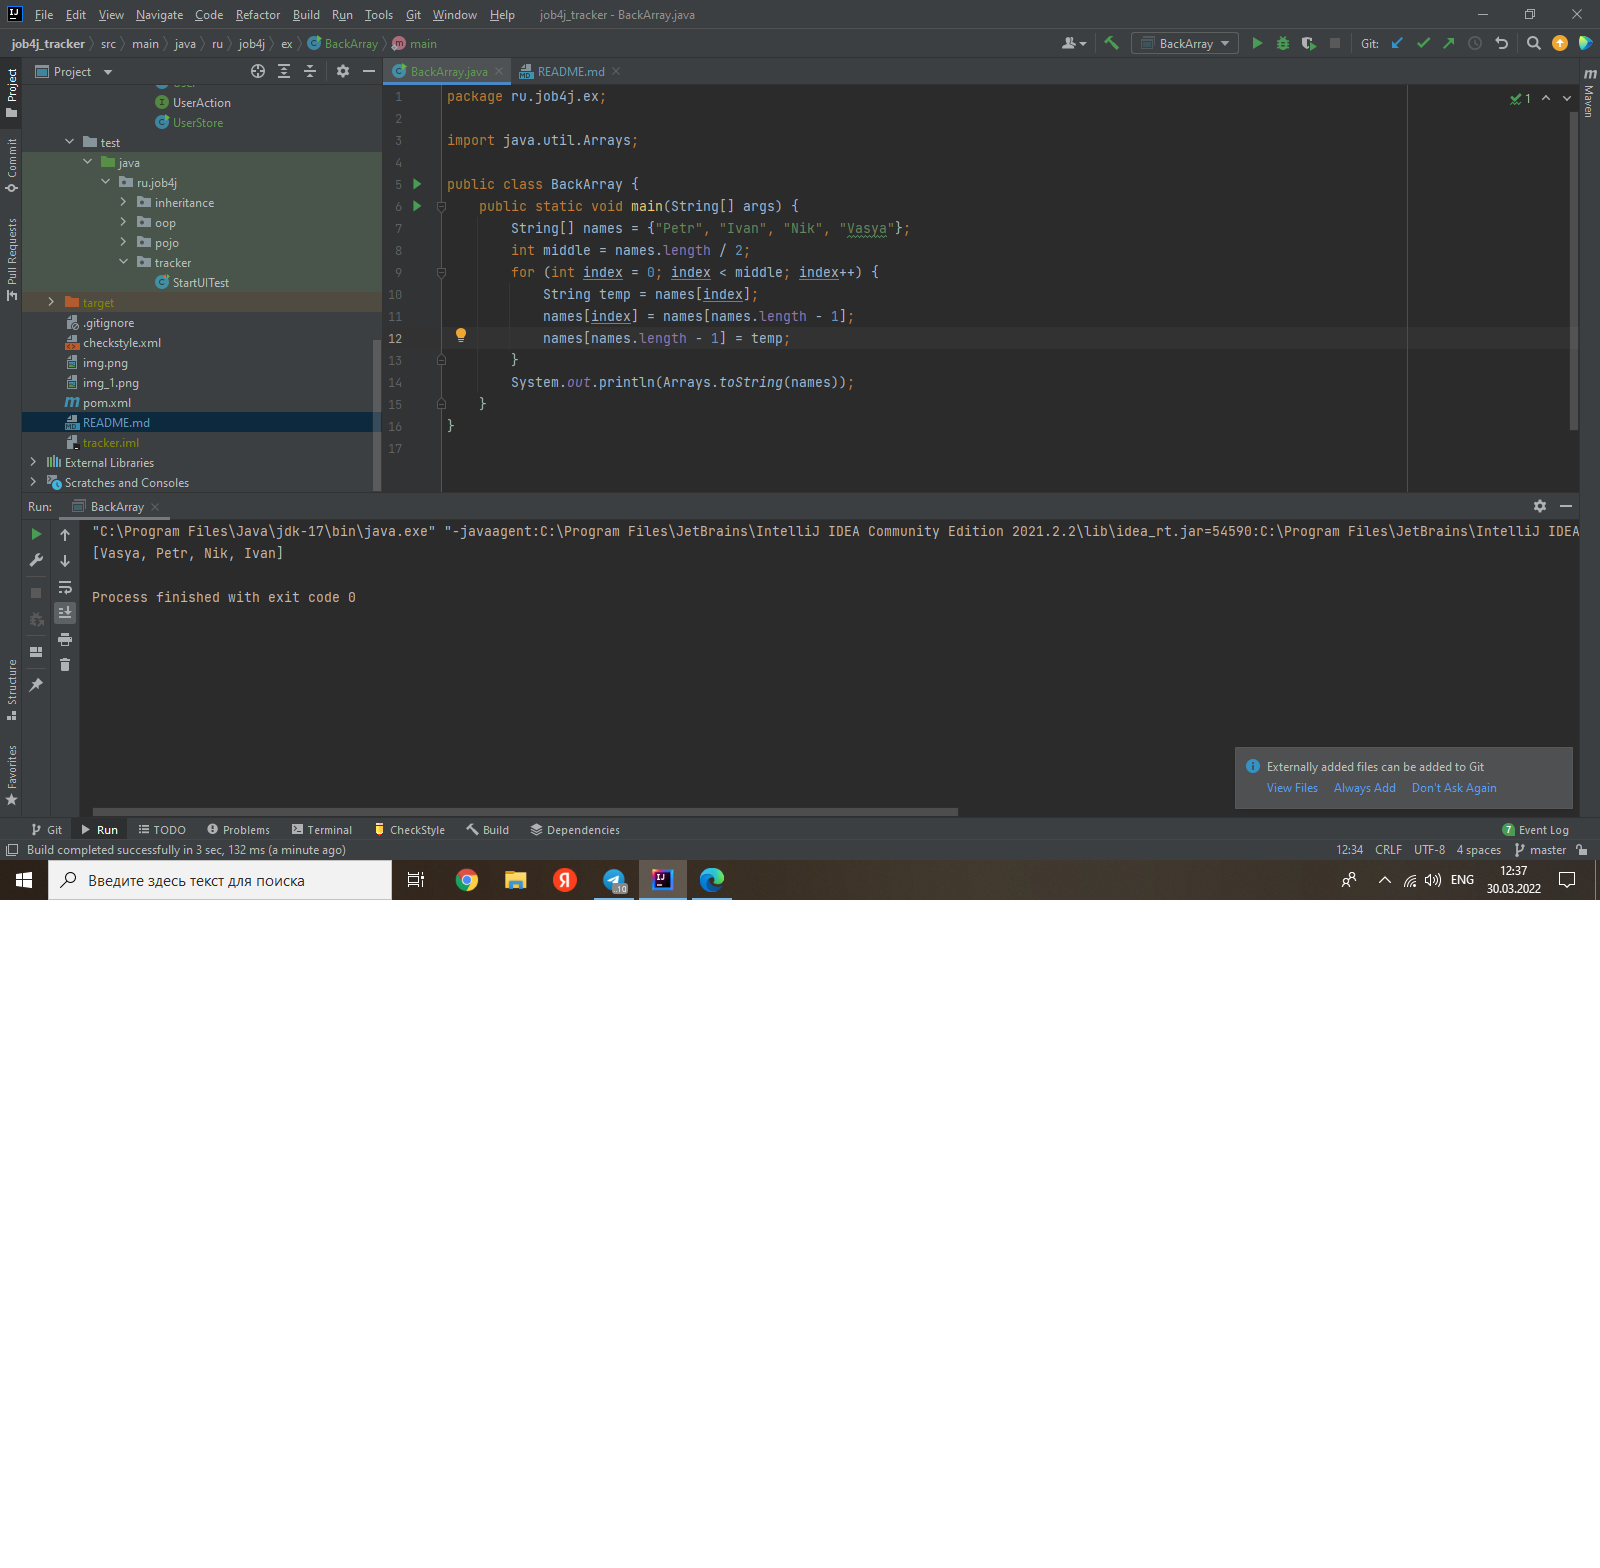 File Edit View Navigate Code Refactor Build Run Tools Git Window Help job4j_tracker - BackArray.java
job4j_tracker src main java ru job4j ex BackArray main BackArray Git:
Project
BackArray.java README.md
Project
Commit
Pull Requests
Structure
Favorites
Maven
User
UserAction
UserStore
test
java
ru.job4j
inheritance
oop
pojo
tracker
StartUITest
target
.gitignore
checkstyle.xml
img.png
img_1.png
pom.xml
README.md
tracker.iml
External Libraries
Scratches and Consoles
1
1 package ru.job4j.ex;
2
3 import java.util.Arrays;
4
5 public class BackArray {
6 public static void main(String[] args) {
7 String[] names = {"Petr", "Ivan", "Nik", "Vasya"};
8 int middle = names.length / 2;
9 for (int index = 0; index < middle; index++) {
10 String temp = names[index];
11 names[index] = names[names.length - 1];
12 names[names.length - 1] = temp;
13 }
14 System.out.println(Arrays.toString(names));
15 }
16 }
17
Run: BackArray
"C:\Program Files\Java\jdk-17\bin\java.exe" "-javaagent:C:\Program Files\JetBrains\IntelliJ IDEA Community Edition 2021.2.2\lib\idea_rt.jar=54590:C:\Program Files\JetBrains\IntelliJ IDEA
[Vasya, Petr, Nik, Ivan]
Process finished with exit code 0
Externally added files can be added to Git
View Files Always Add Don't Ask Again
Git Run TODO Problems Terminal CheckStyle Build Dependencies 7 Event Log
Build completed successfully in 3 sec, 132 ms (a minute ago) 12:34 CRLF UTF-8 4 spaces master
Введите здесь текст для поиска
.10
ENG
12:37
30.03.2022